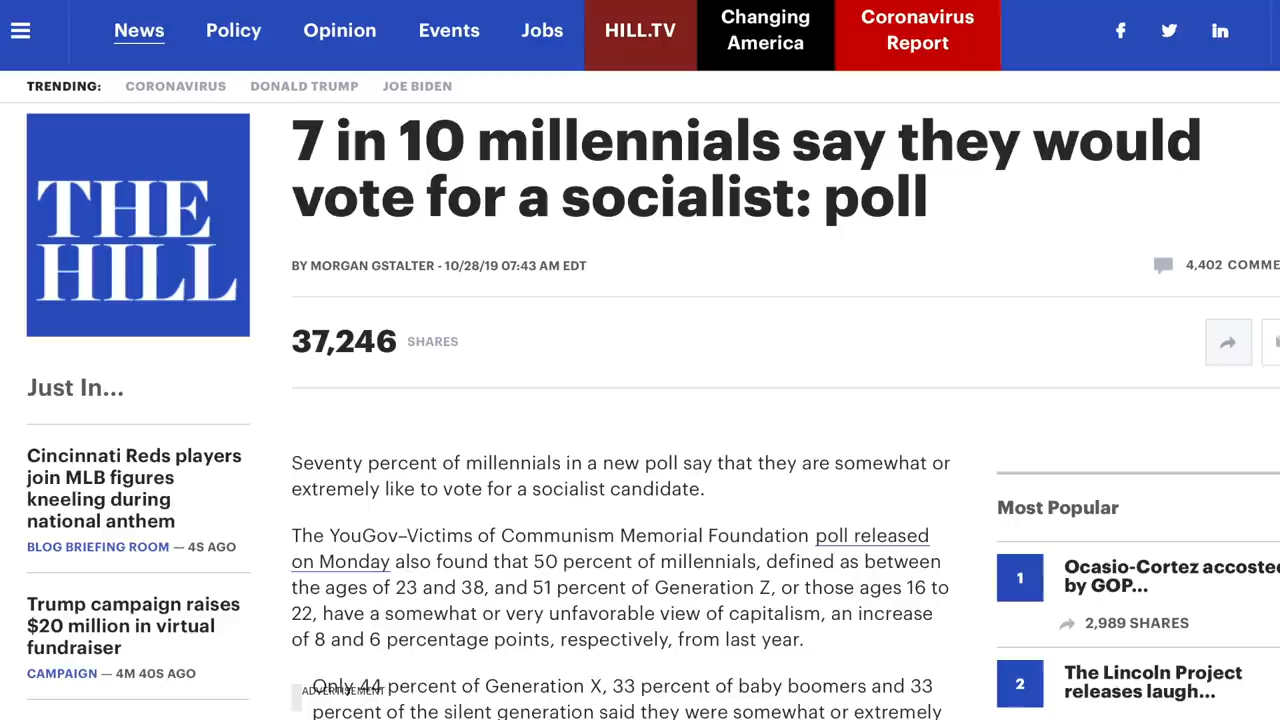 News
Policy
Opinion
Events
Jobs
HILL.TV
Changing
America
Coronavirus
Report
TRENDING: CORONAVIRUS DONALD TRUMP JOE BIDEN
THE
HILL
7 in 10 millennials say they would
vote for a socialist: poll
BY MORGAN GSTALTER - 10/28/19 07:43 AM EDT
4,402 COMME
37,246 SHARES
Just In...
Cincinnati Reds players
join MLB figures
kneeling during
national anthem
BLOG BRIEFING ROOM — 4S AGO
Trump campaign raises
$20 million in virtual
fundraiser
CAMPAIGN — 4M 40S AGO
Seventy percent of millennials in a new poll say that they are somewhat or
extremely like to vote for a socialist candidate.
The YouGov–Victims of Communism Memorial Foundation poll released
on Monday also found that 50 percent of millennials, defined as between
the ages of 23 and 38, and 51 percent of Generation Z, or those ages 16 to
22, have a somewhat or very unfavorable view of capitalism, an increase
of 8 and 6 percentage points, respectively, from last year.
ADVERTISEMENT
Only 44 percent of Generation X, 33 percent of baby boomers and 33
percent of the silent generation said they were somewhat or extremely
Most Popular
1
Ocasio-Cortez accosted
by GOP...
2,989 SHARES
2
The Lincoln Project
releases laugh...